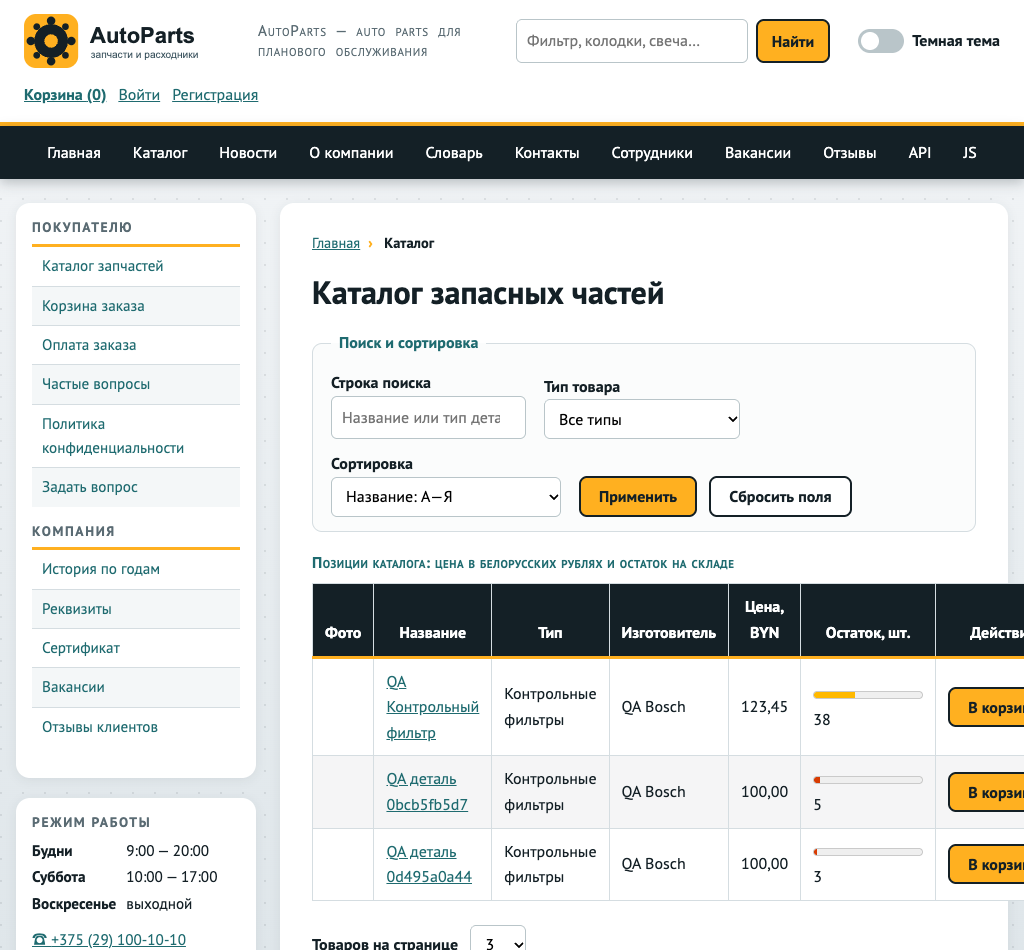 AutoParts
запчасти и расходники
AutoParts — auto parts для
планового обслуживания
Фильтр, колодки, свеча...
Найти
Темная тема
Корзина (0) Войти Регистрация
Главная Каталог Новости О компании Словарь Контакты Сотрудники Вакансии Отзывы API JS
ПОКУПАТЕЛЮ
Каталог запчастей
Корзина заказа
Оплата заказа
Частые вопросы
Политика
конфиденциальности
Задать вопрос
КОМПАНИЯ
История по годам
Реквизиты
Сертификат
Вакансии
Отзывы клиентов
РЕЖИМ РАБОТЫ
Будни 9:00 — 20:00
Суббота 10:00 — 17:00
Воскресенье выходной
☎ +375 (29) 100-10-10
Главная › Каталог
Каталог запасных частей
Поиск и сортировка
Строка поиска
Название или тип дета
Тип товара
Все типы
Сортировка
Название: А—Я
Применить
Сбросить поля
Позиции каталога: цена в белорусских рублях и остаток на складе
Фото Название Тип Изготовитель Цена, BYN Остаток, шт. Действи
QA
Контрольный
фильтр
Контрольные
фильтры
QA Bosch
123,45
38
В корзи
QA деталь
0bcb5fb5d7
Контрольные
фильтры
QA Bosch
100,00
5
В корзи
QA деталь
0d495a0a44
Контрольные
фильтры
QA Bosch
100,00
3
В корзи
Товаров на странице 3